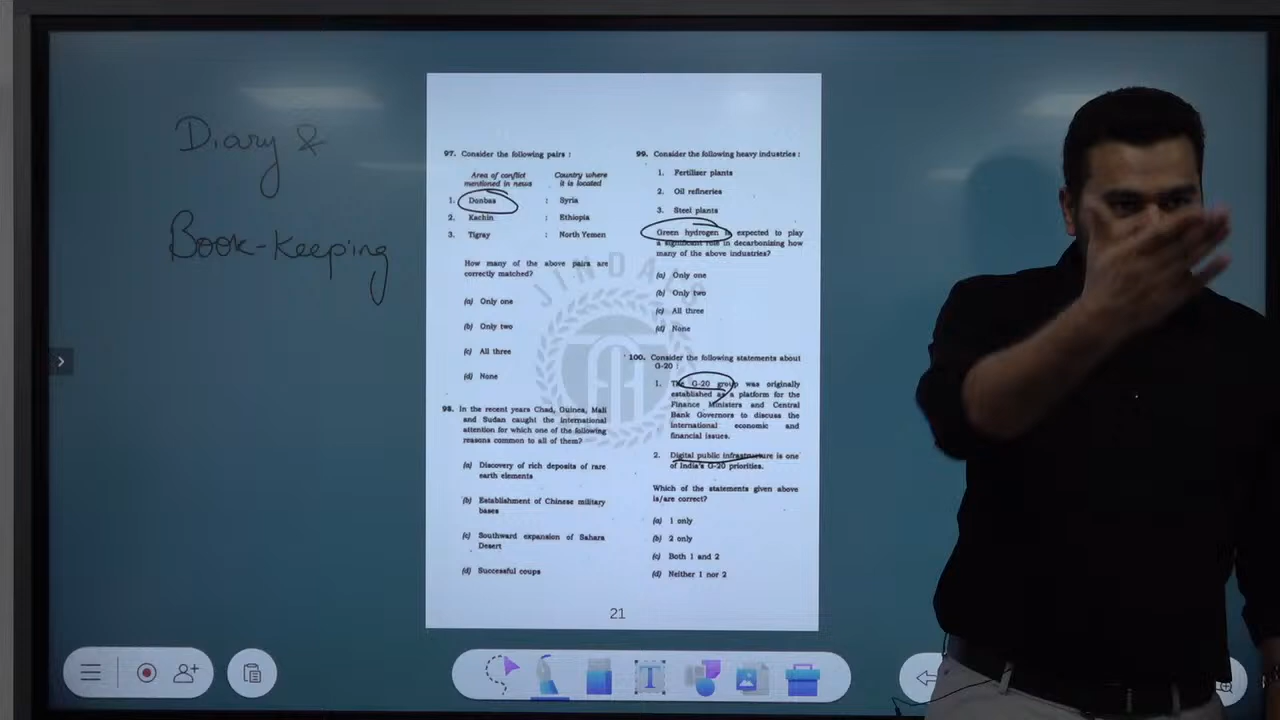 Diary &
Book-Keeping
97. Consider the following pairs :
Area of conflict mentioned in news
Country where it is located
1. Donbas : Syria
2. Kachin : Ethiopia
3. Tigray : North Yemen
How many of the above pairs are
correctly matched?
(a) Only one
(b) Only two
(c) All three
(d) None
98. In the recent years Chad, Guinea, Mali
and Sudan caught the international
attention for which one of the following
reasons common to all of them?
(a) Discovery of rich deposits of rare
earth elements
(b) Establishment of Chinese military
bases
(c) Southward expansion of Sahara
Desert
(d) Successful coups
99. Consider the following heavy industries :
1. Fertilizer plants
2. Oil refineries
3. Steel plants
Green hydrogen is expected to play
a significant role in decarbonizing how
many of the above industries?
(a) Only one
(b) Only two
(c) All three
(d) None
100. Consider the following statements about
G-20 :
1. The G-20 group was originally
established as a platform for the
Finance Ministers and Central
Bank Governors to discuss the
international economic and
financial issues.
2. Digital public infrastructure is one
of India's G-20 priorities.
Which of the statements given above
is/are correct?
(a) 1 only
(b) 2 only
(c) Both 1 and 2
(d) Neither 1 nor 2
21
T